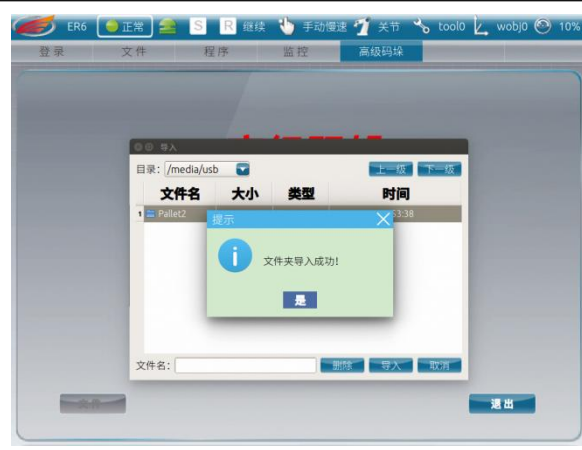 ER6 正常 S R 继续 手动慢速 关节 tool0 wobj0 10%
登录 文件 程序 监控 高级码垛
导入
目录: /media/usb 上一级 下一级
文件名 大小 类型 时间
1 Pallet2 53:38
提示
文件夹导入成功!
是
文件名: 删除 导入 取消
退出